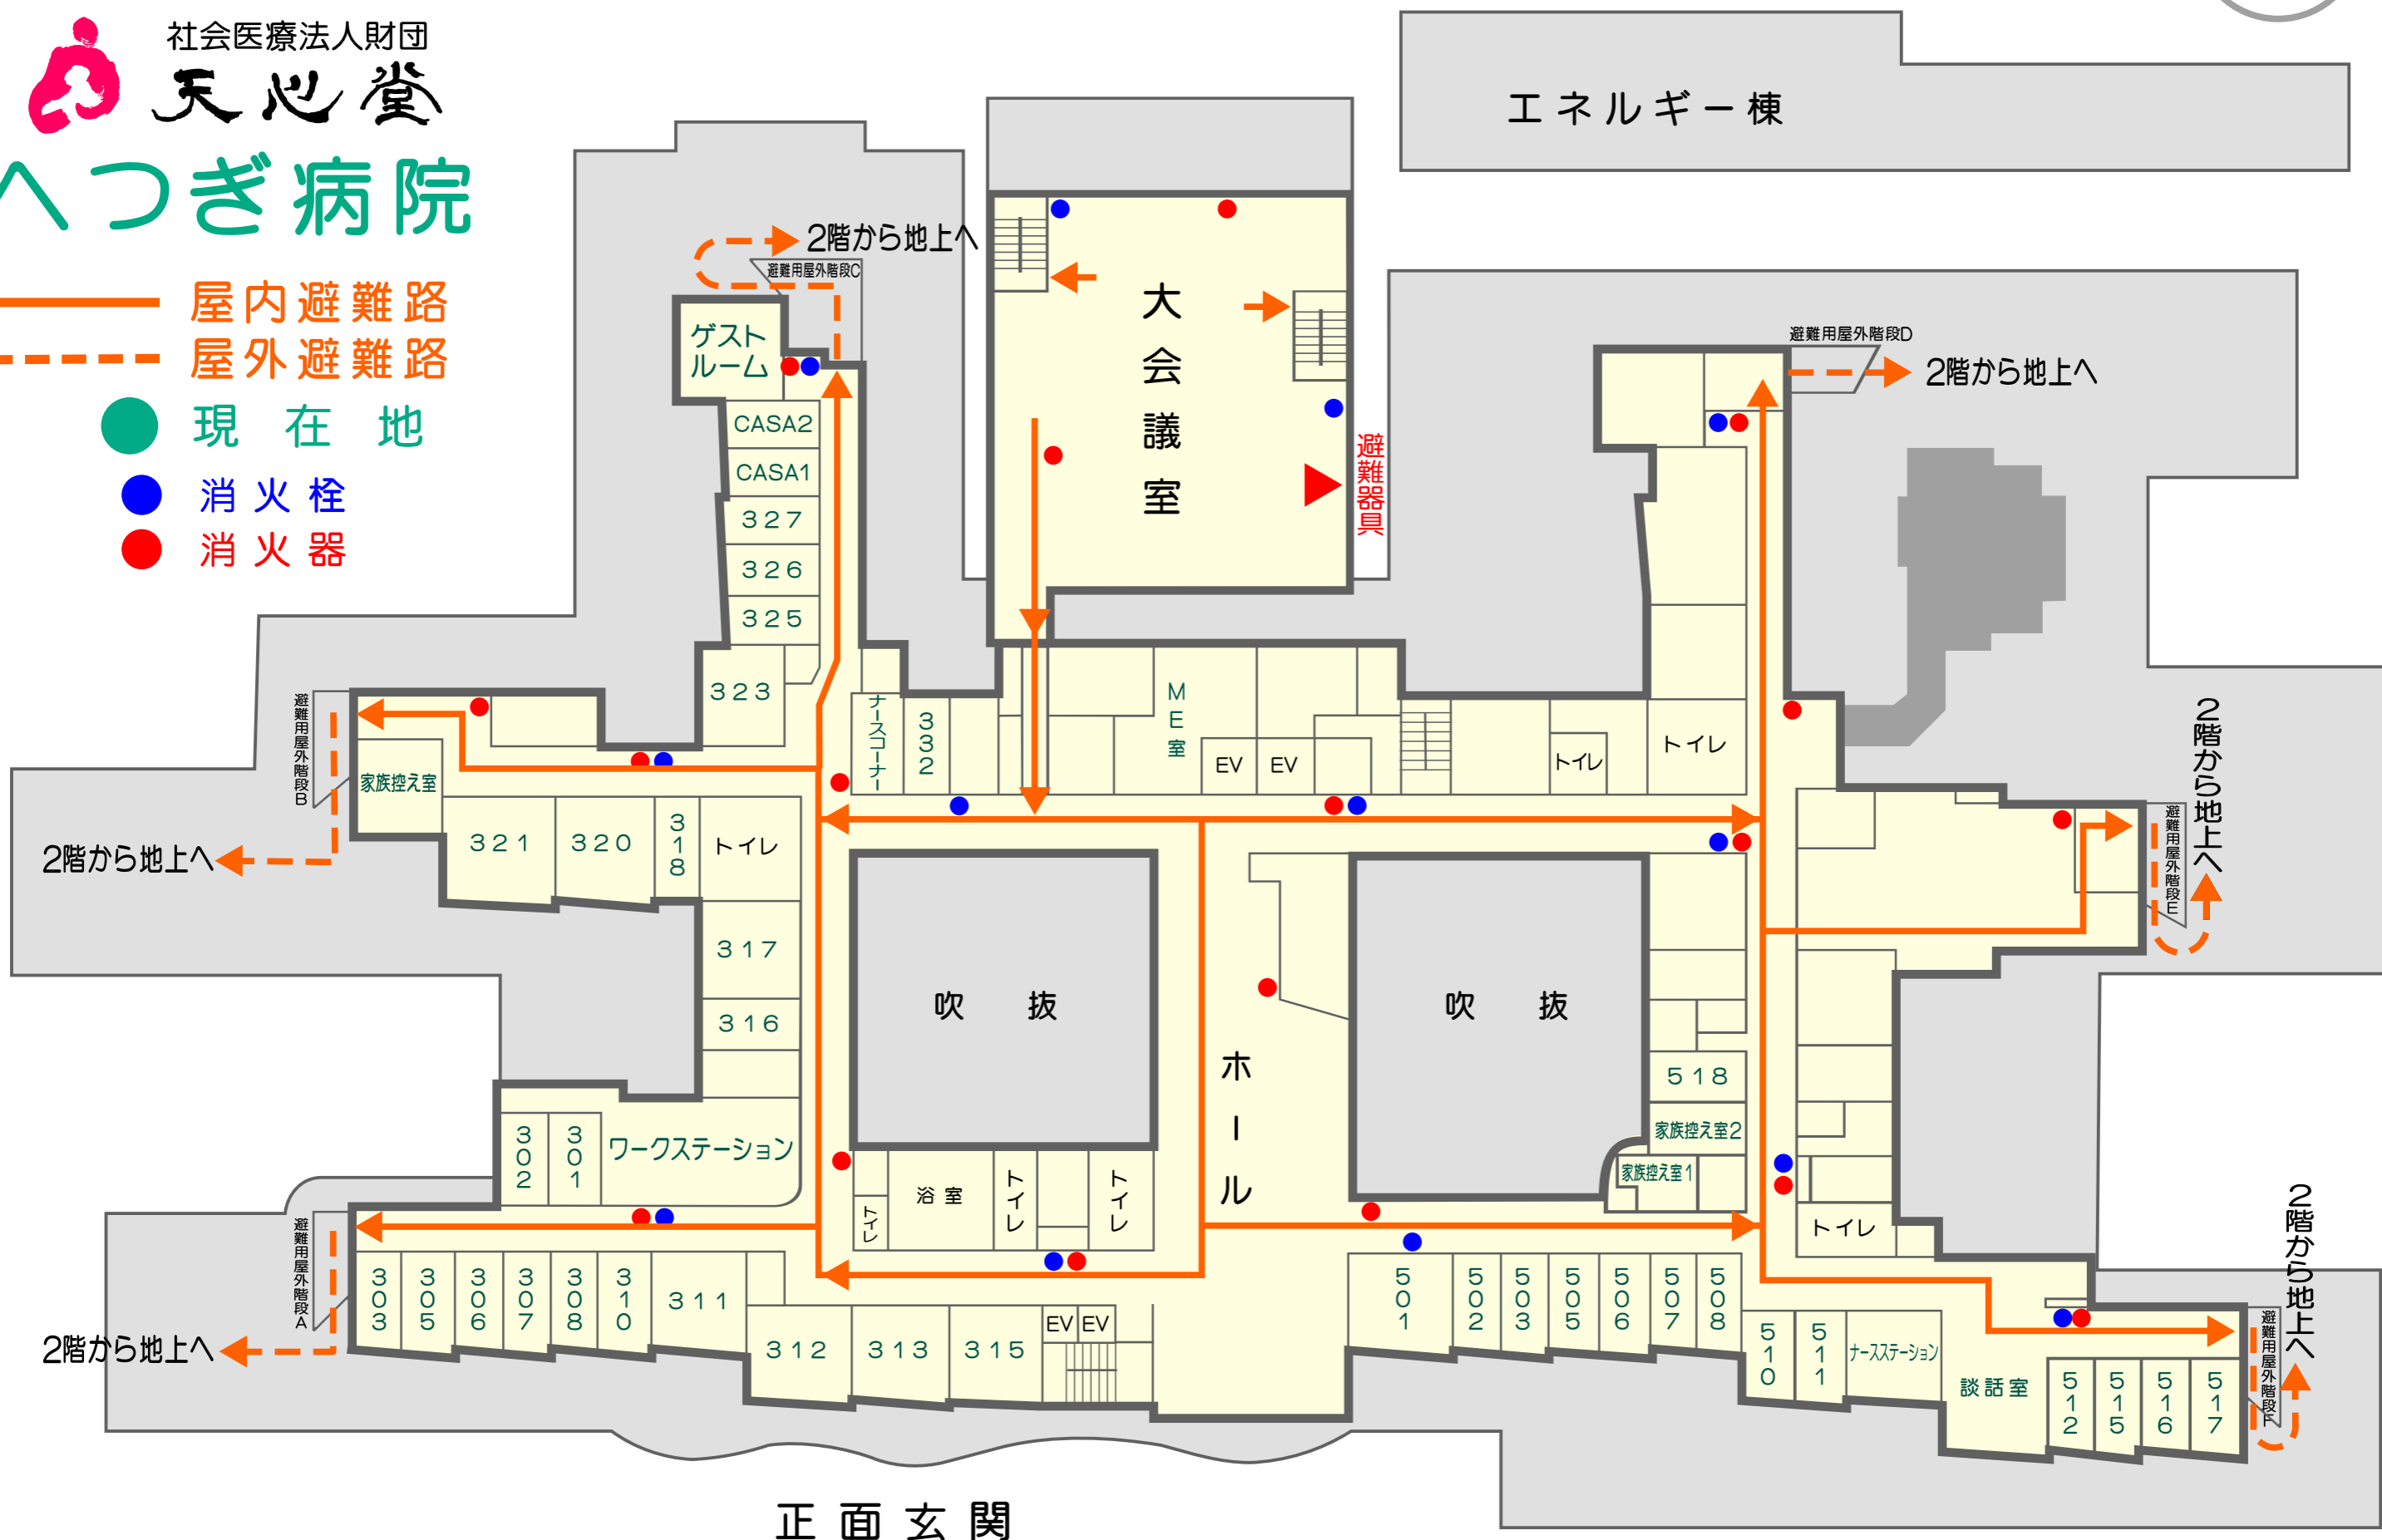 社会医療法人財団
天心堂
へつぎ病院
屋内避難路
屋外避難路
現在地
消火栓
消火器
エネルギー棟
2階から地上へ
避難用屋外階段C
ゲスト
ルーム
CASA2
CASA1
327
326
325
323
大会議室
避難器具
避難用屋外階段D
2階から地上へ
避難用屋外階段B
2階から地上へ
家族控え室
321
320
318
トイレ
317
316
ナースコーナー
332
ME室
EV
EV
トイレ
トイレ
2階から地上へ
避難用屋外階段E
吹抜
吹抜
ホール
518
家族控え室2
家族控え室1
302
301
ワークステーション
トイレ
浴室
トイレ
トイレ
トイレ
避難用屋外階段A
2階から地上へ
303
305
306
307
308
310
311
312
313
315
EV
EV
501
502
503
505
506
507
508
510
511
ナースステーション
談話室
512
515
516
517
避難用屋外階段F
2階から地上へ
正面玄関